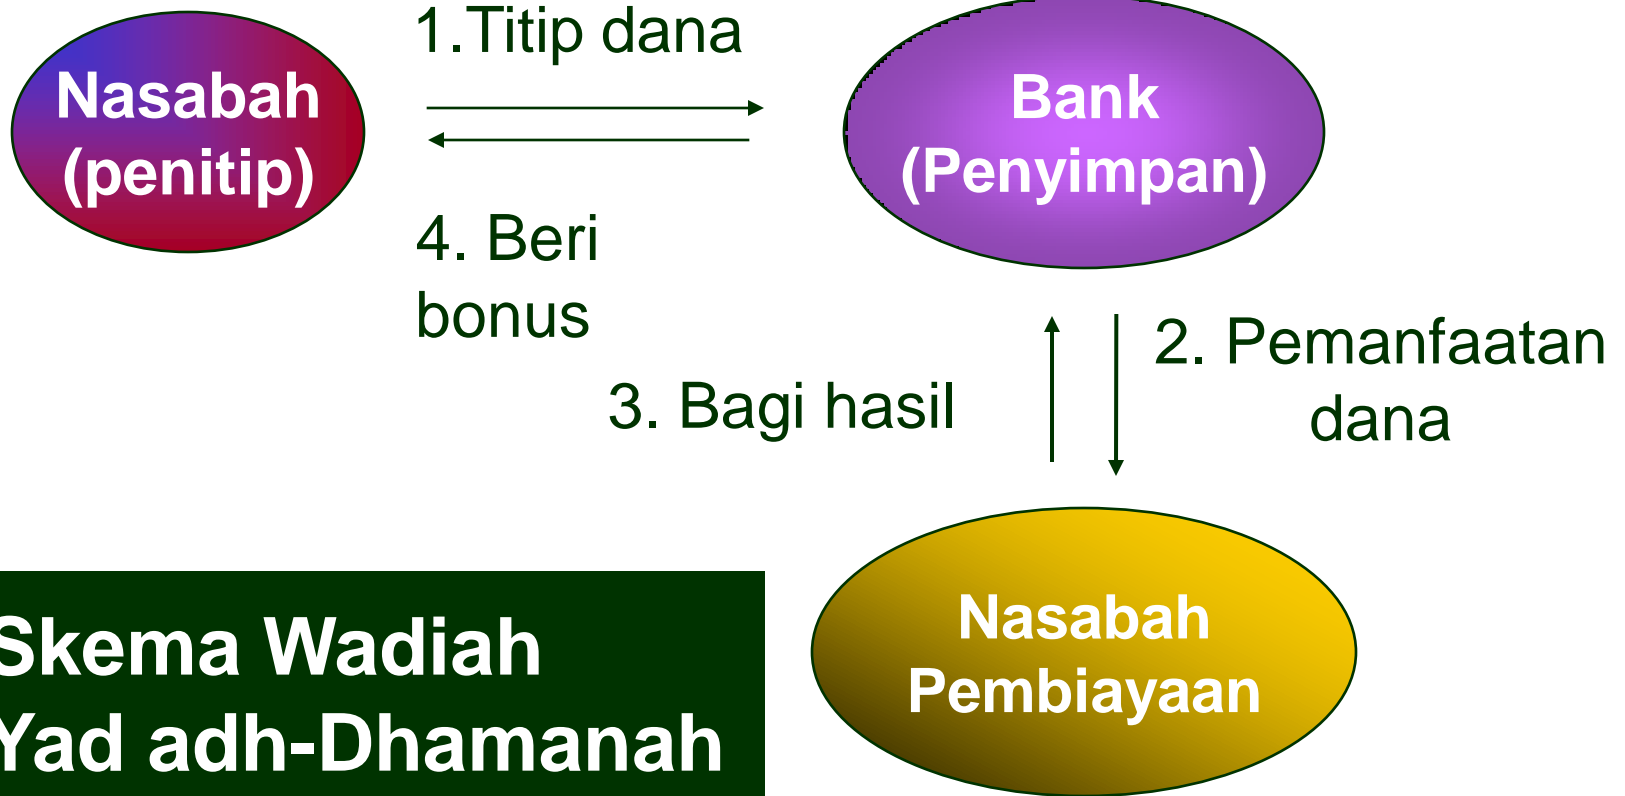 1.Titip dana
Nasabah
(penitip)
Bank
(Penyimpan)
4. Beri
bonus
2. Pemanfaatan
dana
3. Bagi hasil
Nasabah
Pembiayaan
Skema Wadiah
Yad adh-Dhamanah